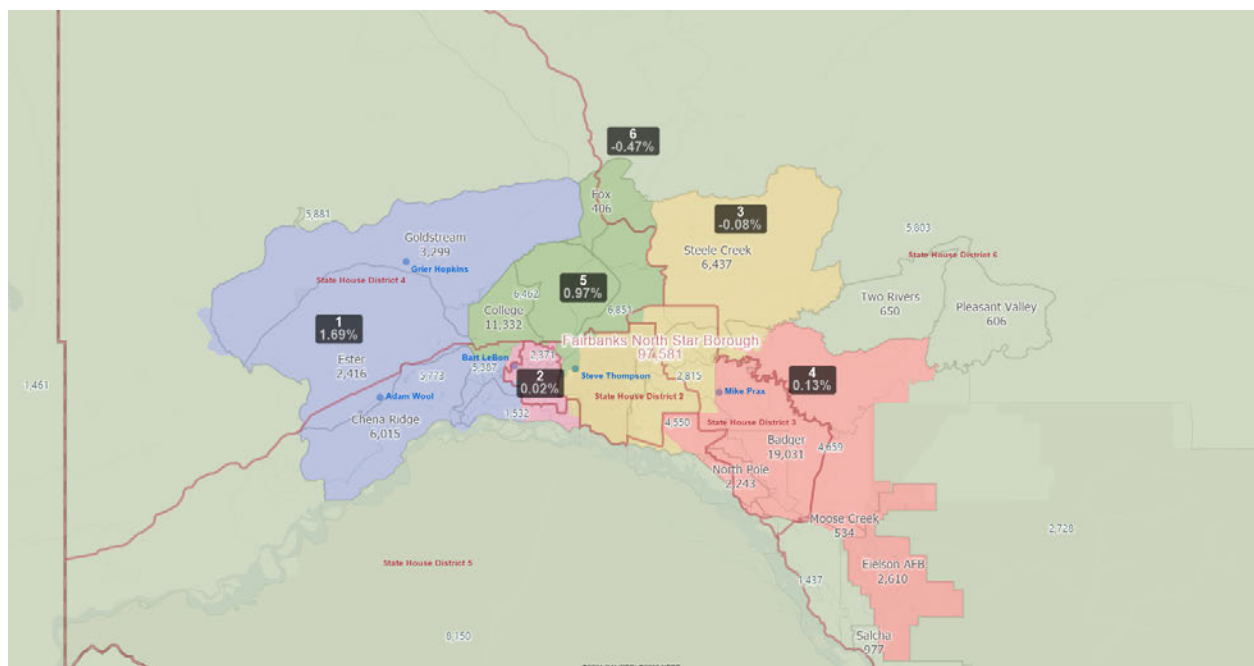 6
-0.47%
Fox
406
3
-0.08%
5,881
Goldstream
3,299
Grier Hopkins
State House District 4
Steele Creek
6,437
5,803
State House District 6
Two Rivers
650
Pleasant Valley
606
5
0.97%
6,462
College
11,332
6,851
1
1.69%
Ester
2,416
Fairbanks North Star Borough
97,581
Bart LeBon
2,371
5,387
5,773
2
0.02%
Steve Thompson
2,815
4
0.13%
1,461
Adam Wool
State House District 2
Mike Prax
Chena Ridge
6,015
1,532
4,550
State House District 3
Badger
19,031
4,659
North Pole
2,243
Moose Creek
534
2,728
Eielson AFB
2,610
State House District 5
1,437
8,150
Salcha
977